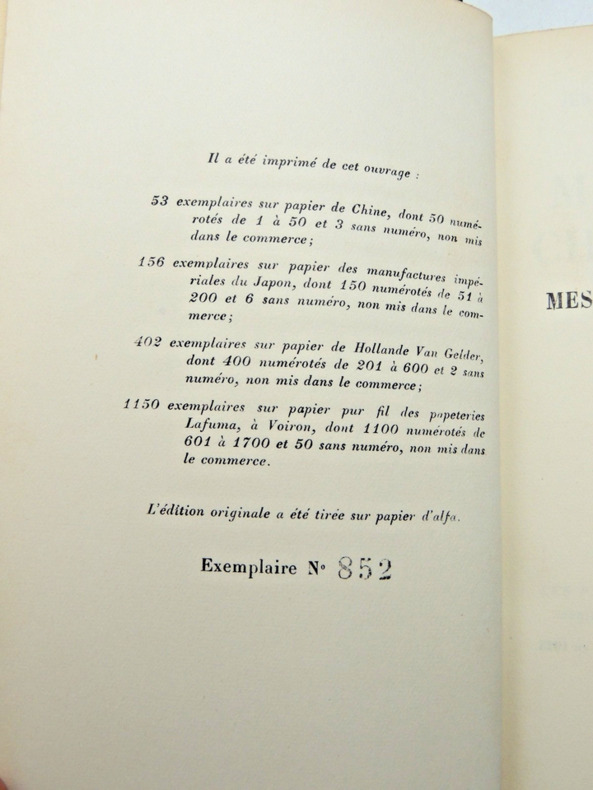 Il a été imprimé de cet ouvrage :
53 exemplaires sur papier de Chine, dont 50 numé-
rotés de 1 à 50 et 3 sans numéro, non mis
dans le commerce ;
156 exemplaires sur papier des manufactures impé-
riales du Japon, dont 150 numérotés de 51 à
200 et 6 sans numéro, non mis dans le com-
merce ;
402 exemplaires sur papier de Hollande Van Gelder,
dont 400 numérotés de 201 à 600 et 2 sans
numéro, non mis dans le commerce ;
1150 exemplaires sur papier pur fil des papeteries
Lafuma, à Voiron, dont 1100 numérotés de
601 à 1700 et 50 sans numéro, non mis dans
le commerce.
L'édition originale a été tirée sur papier d'alfa.
Exemplaire N° 852
MES